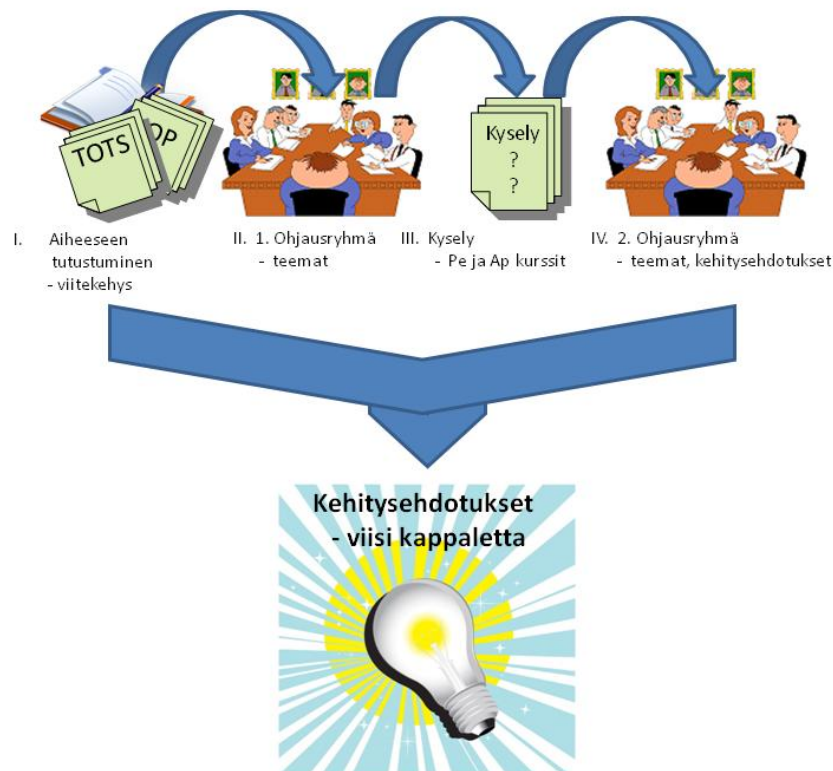 TOTS
OP
Kysely
?
?
I. Aiheeseen
tutustuminen
- viitekehys
II. 1. Ohjausryhmä
- teemat
III. Kysely
- Pe ja Ap kurssit
IV. 2. Ohjausryhmä
- teemat, kehitysehdotukset
Kehitysehdotukset
- viisi kappaletta